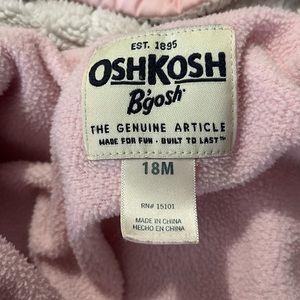 EST. 1895
OSHKOSH
B'gosh
THE GENUINE ARTICLE
MADE FOR FUN • BUILT TO LAST™
18M
RN# 15101
MADE IN CHINA
HECHO EN CHINA